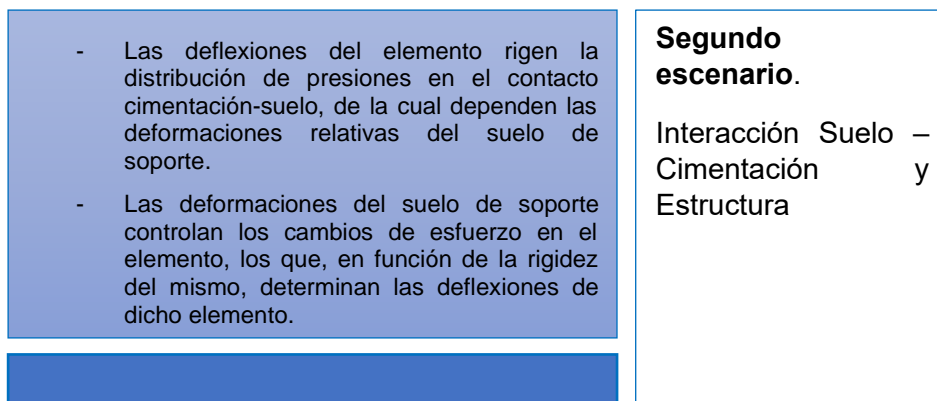 - Las deflexiones del elemento rigen la
distribución de presiones en el contacto
cimentación-suelo, de la cual dependen las
deformaciones relativas del suelo de
soporte.
- Las deformaciones del suelo de soporte
controlan los cambios de esfuerzo en el
elemento, los que, en función de la rigidez
del mismo, determinan las deflexiones de
dicho elemento.
Segundo
escenario.
Interacción Suelo –
Cimentación y
Estructura